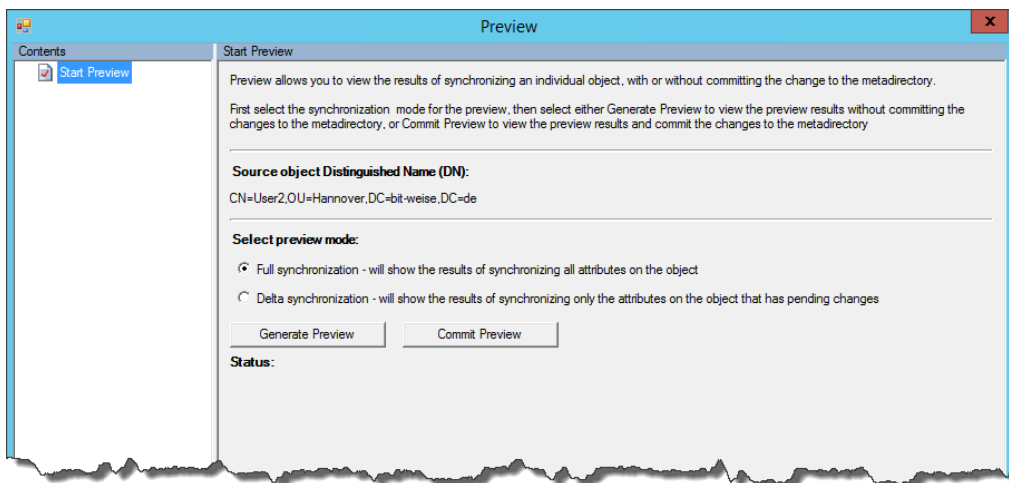 Preview
x
Contents
Start Preview
Start Preview
Preview allows you to view the results of synchronizing an individual object, with or without committing the change to the metadirectory.
First select the synchronization mode for the preview, then select either Generate Preview to view the preview results without committing the
changes to the metadirectory, or Commit Preview to view the preview results and commit the changes to the metadirectory
Source object Distinguished Name (DN):
CN=User2,OU=Hannover,DC=bit-weise,DC=de
Select preview mode:
Full synchronization - will show the results of synchronizing all attributes on the object
Delta synchronization - will show the results of synchronizing only the attributes on the object that has pending changes
Generate Preview
Commit Preview
Status: